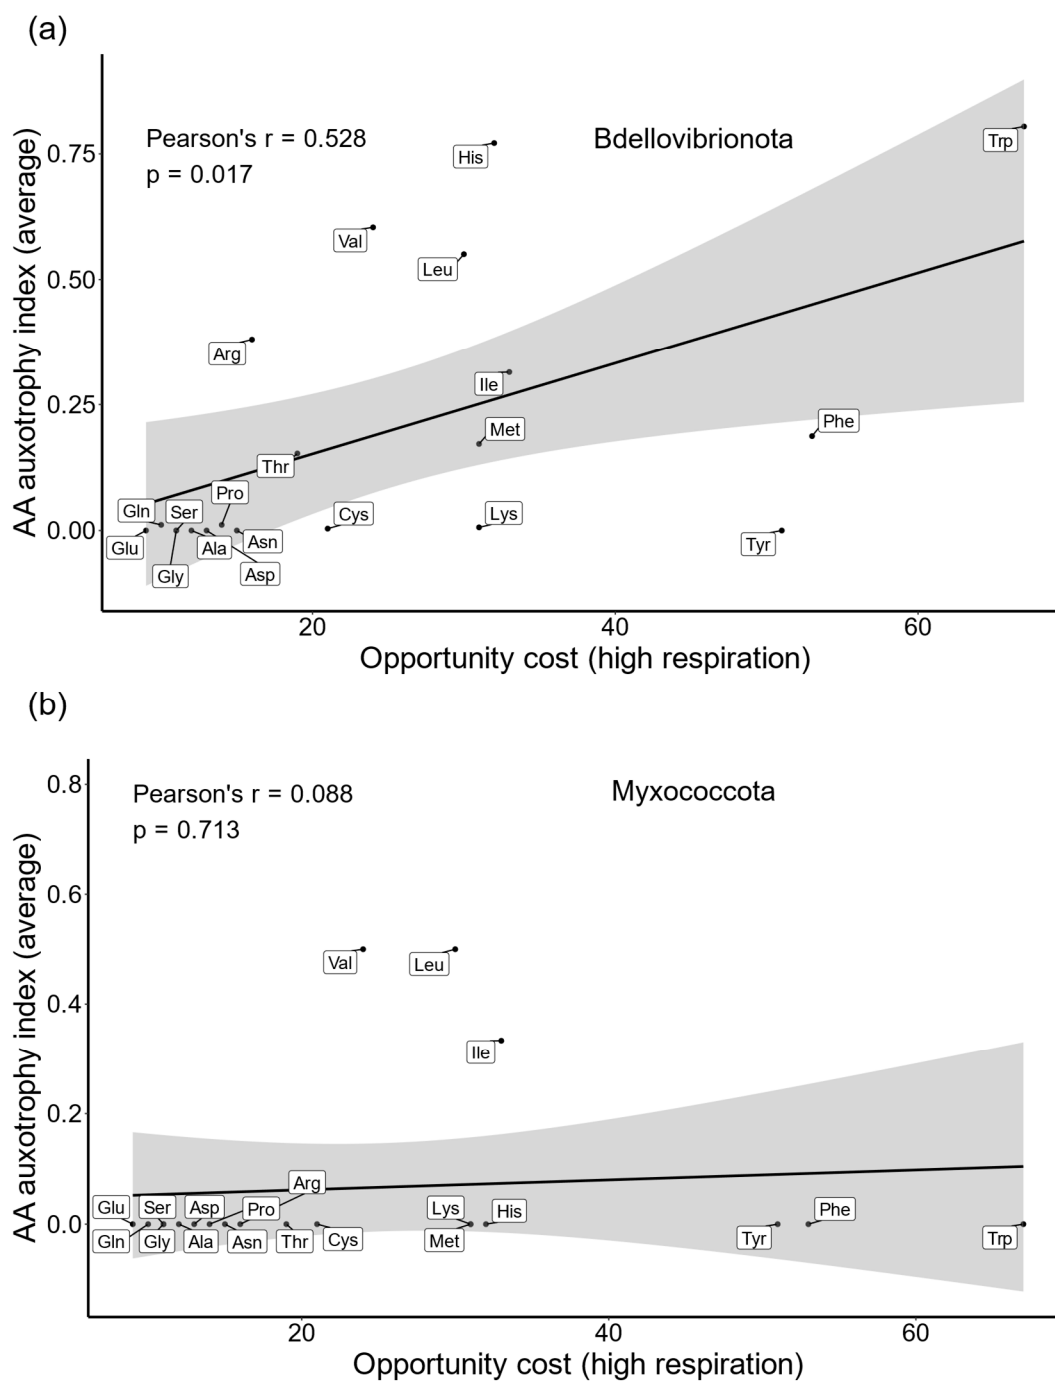 (a)
AA auxotrophy index (average)
0.75
0.50
0.25
0.00
Pearson's r = 0.528
p = 0.017
Bdellovibrionota
His
Trp
Val
Leu
Arg
Ile
Met
Phe
Thr
Pro
Gln
Ser
Cys
Lys
Glu
Ala
Asn
Tyr
Gly
Asp
20
40
60
Opportunity cost (high respiration)
(b)
AA auxotrophy index (average)
0.8
0.6
0.4
0.2
0.0
Pearson's r = 0.088
p = 0.713
Myxococcota
Val
Leu
Ile
Arg
Glu
Ser
Asp
Pro
Lys
His
Phe
Gln
Gly
Ala
Asn
Thr
Cys
Met
Tyr
Trp
20
40
60
Opportunity cost (high respiration)